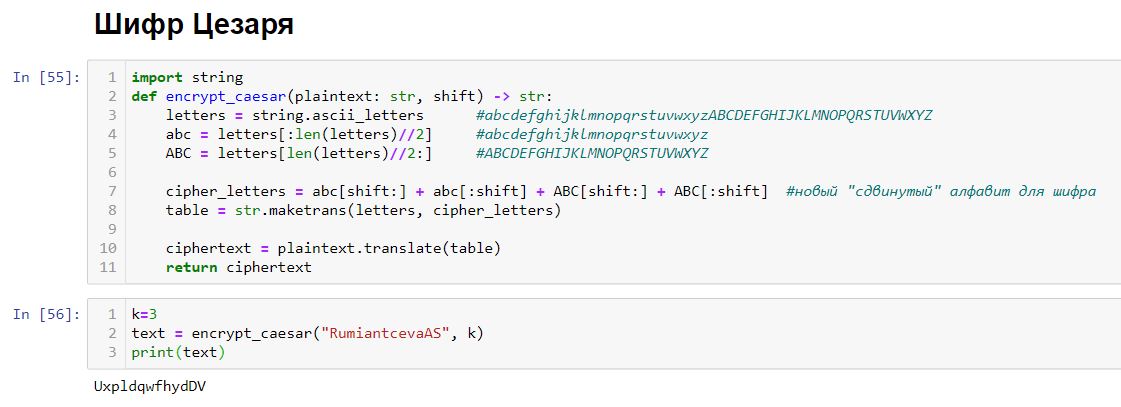 Шифр Цезаря
In [55]:
1 import string
2 def encrypt_caesar(plaintext: str, shift) -> str:
3     letters = string.ascii_letters      #abcdefghijklmnopqrstuvwxyzABCDEFGHIJKLMNOPQRSTUVWXYZ
4     abc = letters[:len(letters)//2]     #abcdefghijklmnopqrstuvwxyz
5     ABC = letters[len(letters)//2:]     #ABCDEFGHIJKLMNOPQRSTUVWXYZ
6
7     cipher_letters = abc[shift:] + abc[:shift] + ABC[shift:] + ABC[:shift]  #новый "сдвинутый" алфавит для шифра
8     table = str.maketrans(letters, cipher_letters)
9
10     ciphertext = plaintext.translate(table)
11     return ciphertext
In [56]:
1 k=3
2 text = encrypt_caesar("RumiantcevaAS", k)
3 print(text)
UxpldqwfhydDV